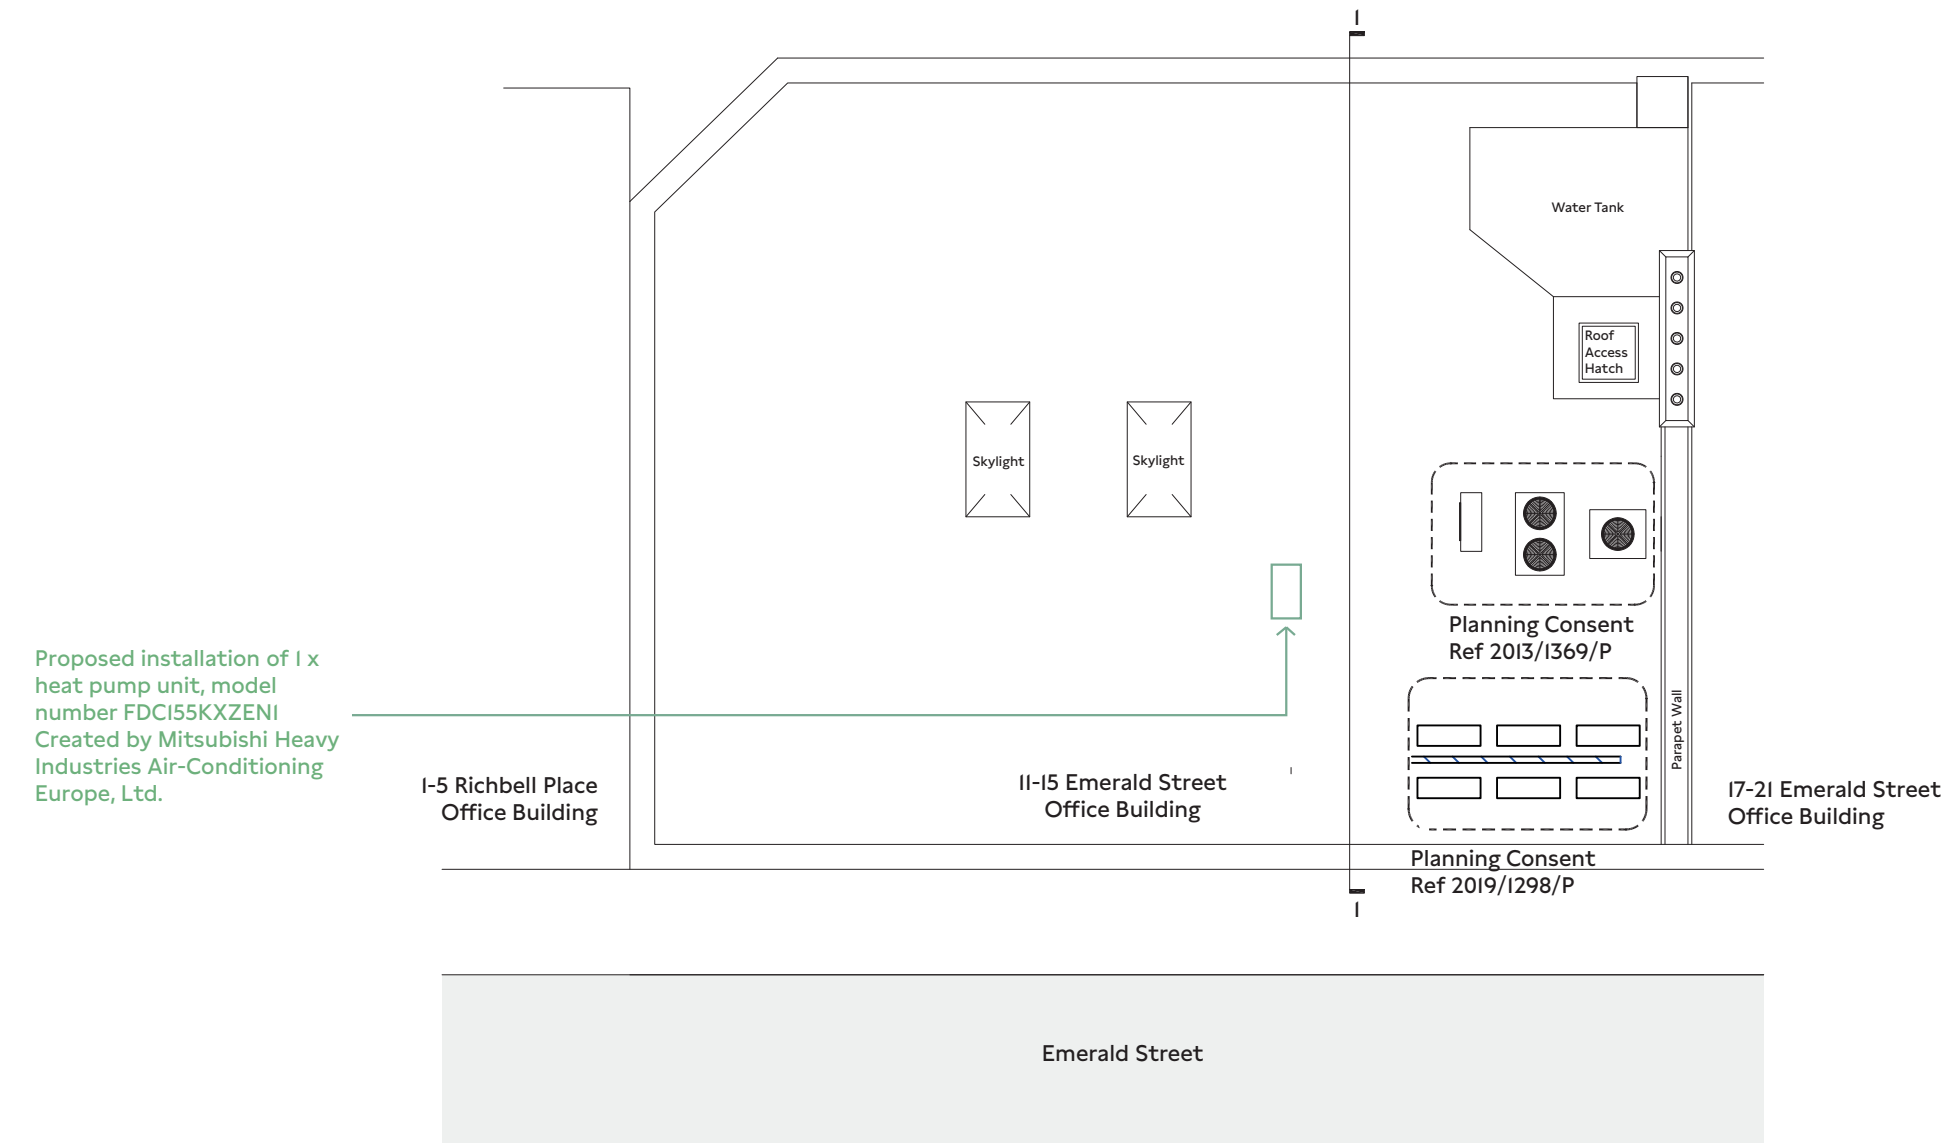 1
Water Tank
Roof
Access
Hatch
Skylight
Skylight
Planning Consent
Ref 2013/1369/P
Proposed installation of 1 x
heat pump unit, model
number FDC155KXZEN1
Created by Mitsubishi Heavy
Industries Air-Conditioning
Europe, Ltd.
Parapet Wall
1-5 Richbell Place
Office Building
11-15 Emerald Street
Office Building
17-21 Emerald Street
Office Building
Planning Consent
Ref 2019/1298/P
1
Emerald Street